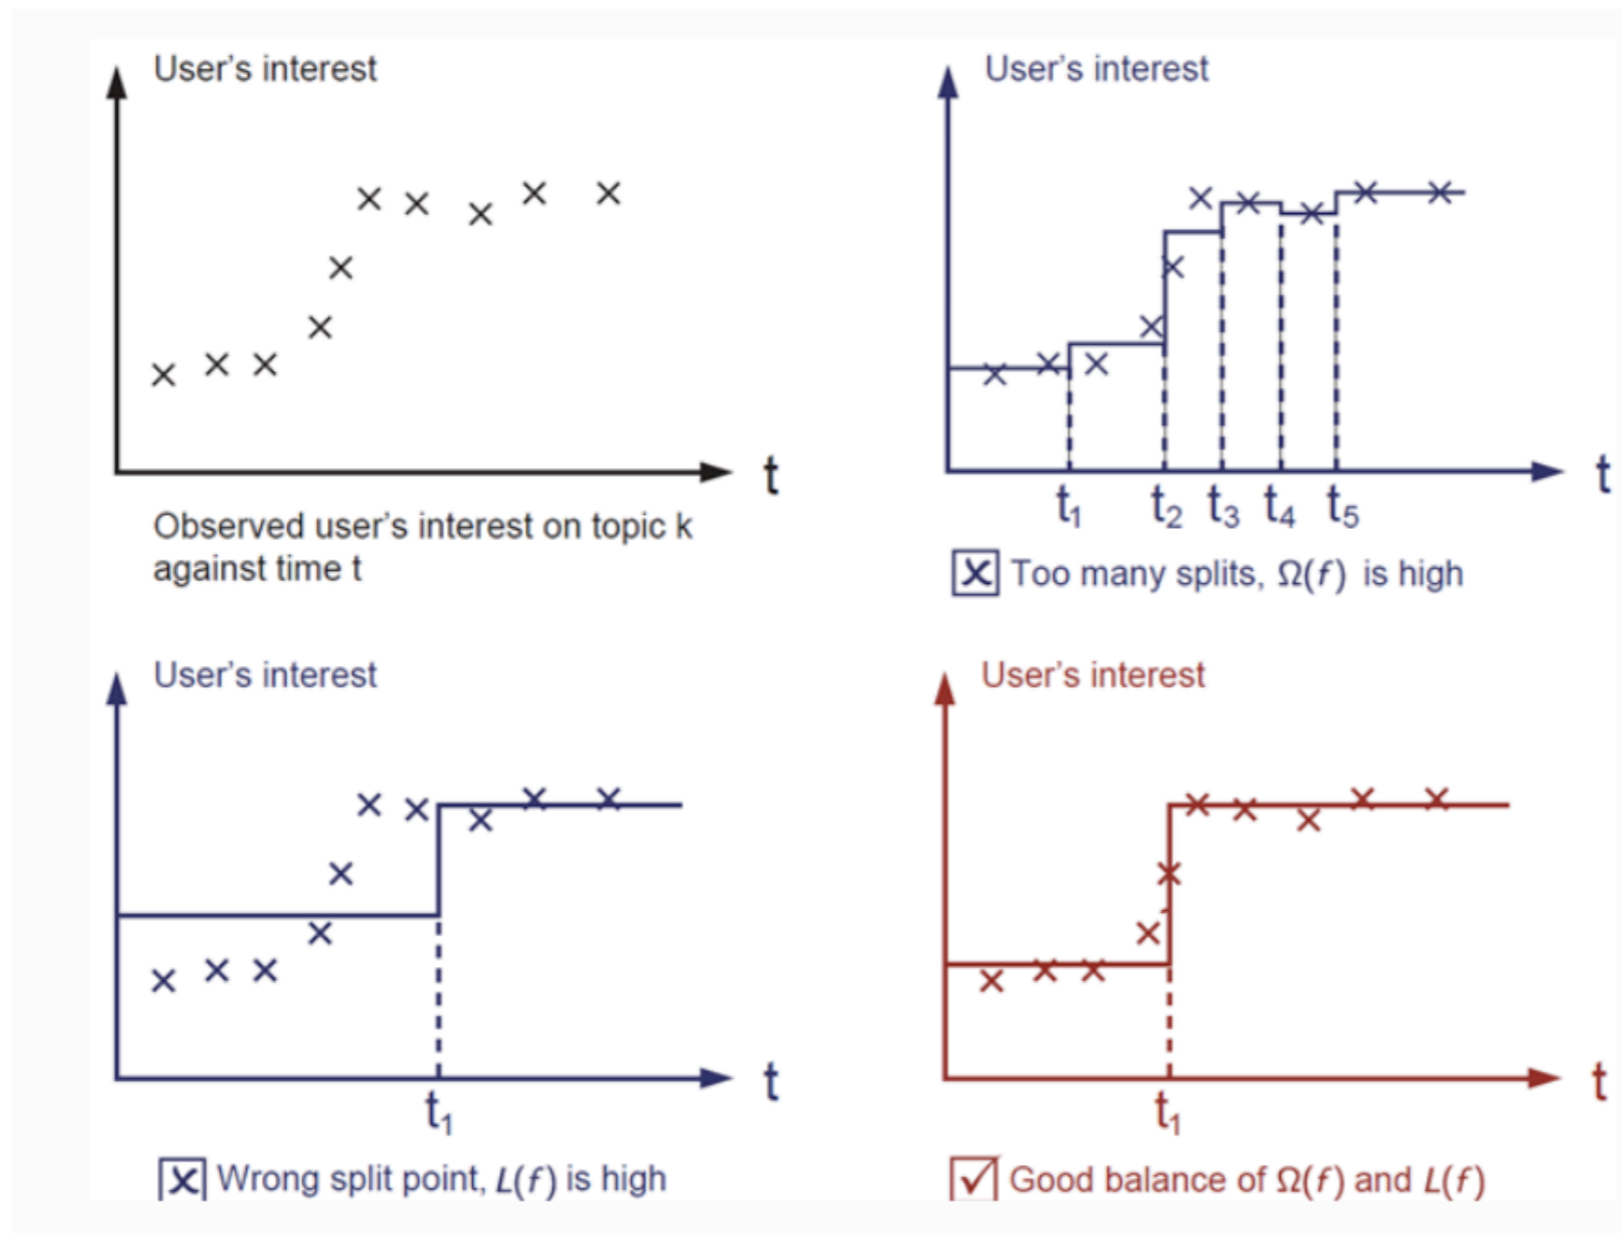 User's interest
t
Observed user's interest on topic k
against time t
User's interest
t
t₁ t₂ t₃ t₄ t₅
Too many splits, Ω(f) is high
User's interest
t
t₁
Wrong split point, L(f) is high
User's interest
t
t₁
Good balance of Ω(f) and L(f)